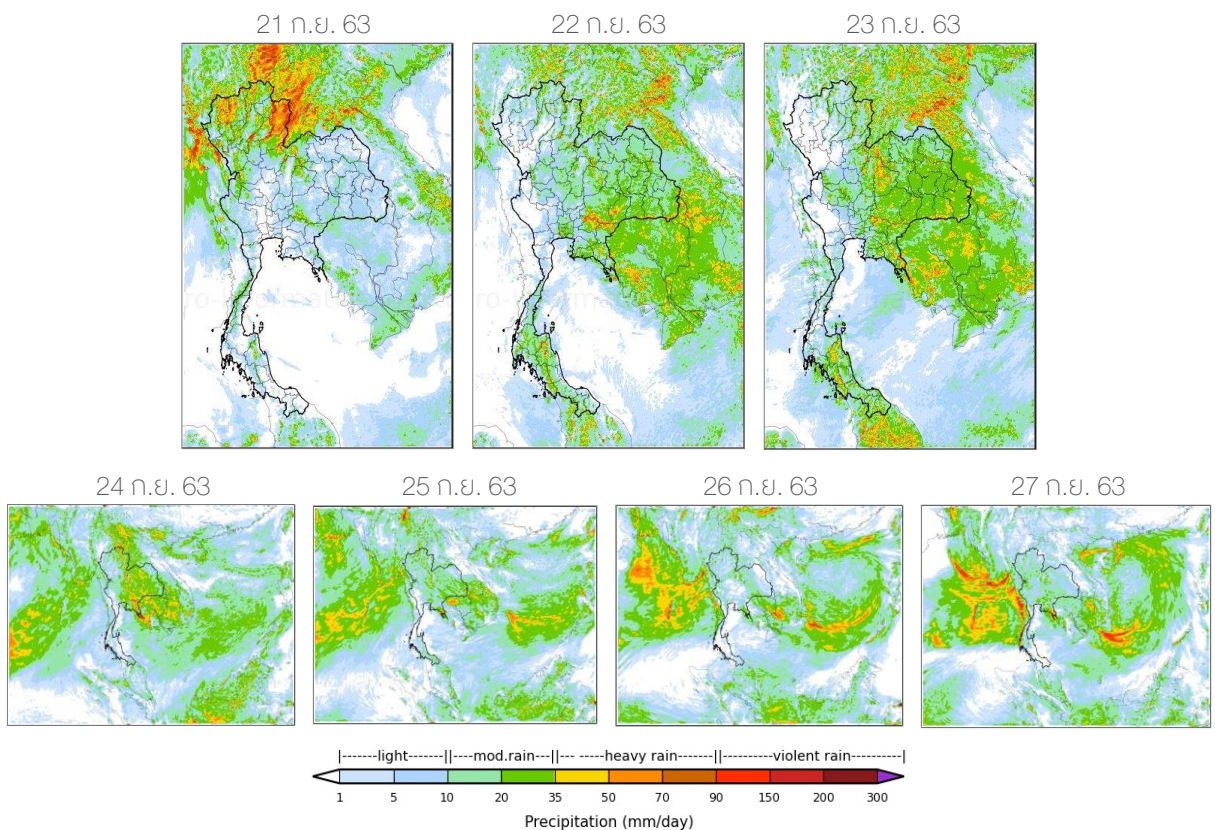 21 ก.ย. 63
22 ก.ย. 63
23 ก.ย. 63
24 ก.ย. 63
25 ก.ย. 63
26 ก.ย. 63
27 ก.ย. 63
|------light-------||----mod.rain----||--- ----heavy rain-------||----------violent rain-----------|
1 5 10 20 35 50 70 90 150 200 300
Precipitation (mm/day)